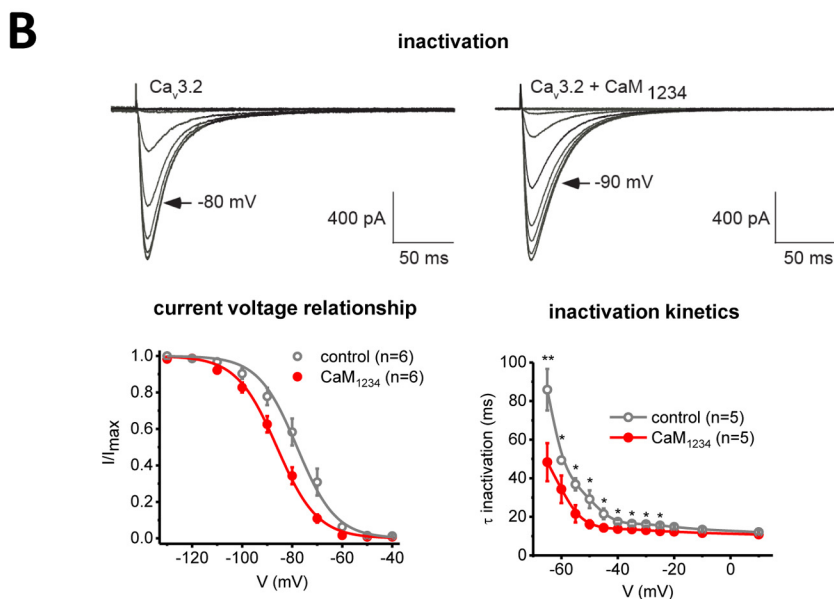 B
inactivation
Caᵥ3.2
-80 mV
400 pA
50 ms
Caᵥ3.2 + CaM ₁₂₃₄
-90 mV
400 pA
50 ms
current voltage relationship
1.0
0.8
0.6
0.4
0.2
0.0
I/Imax
control (n=6)
CaM₁₂₃₄ (n=6)
-120 -100 -80 -60 -40
V (mV)
inactivation kinetics
100
80
60
40
20
0
τ inactivation (ms)
**
* * * * * * * *
control (n=5)
CaM₁₂₃₄ (n=5)
-60 -40 -20 0
V (mV)